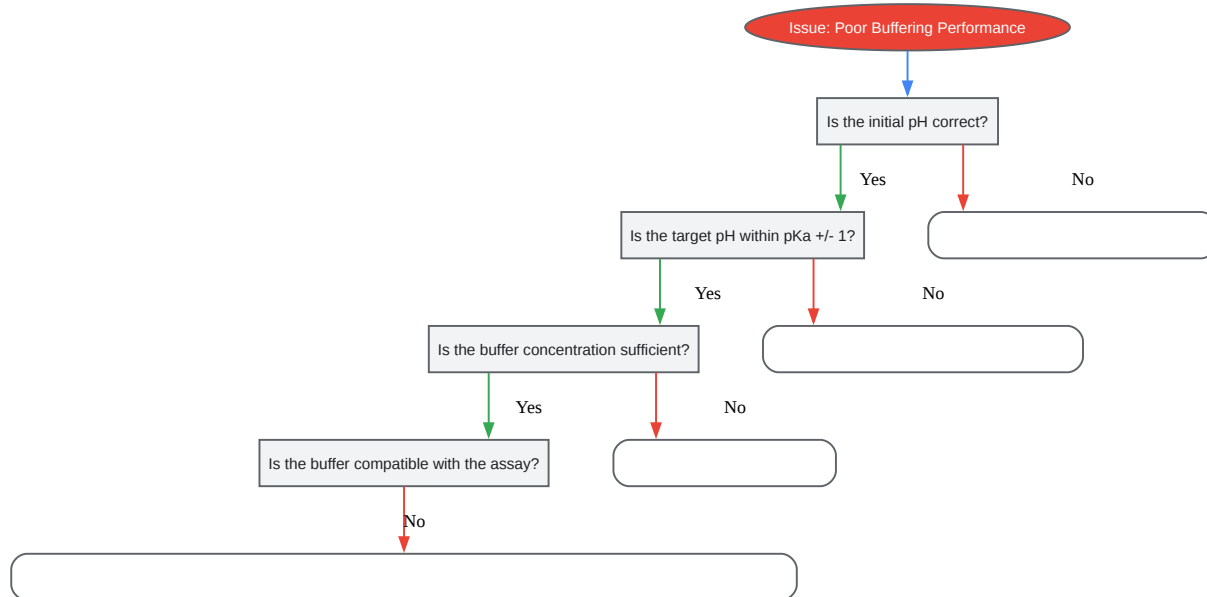 Issue: Poor Buffering Performance
Is the initial pH correct?
Yes
No
Is the target pH within pKa +/- 1?
Yes
No
Is the buffer concentration sufficient?
Yes
No
Is the buffer compatible with the assay?
No